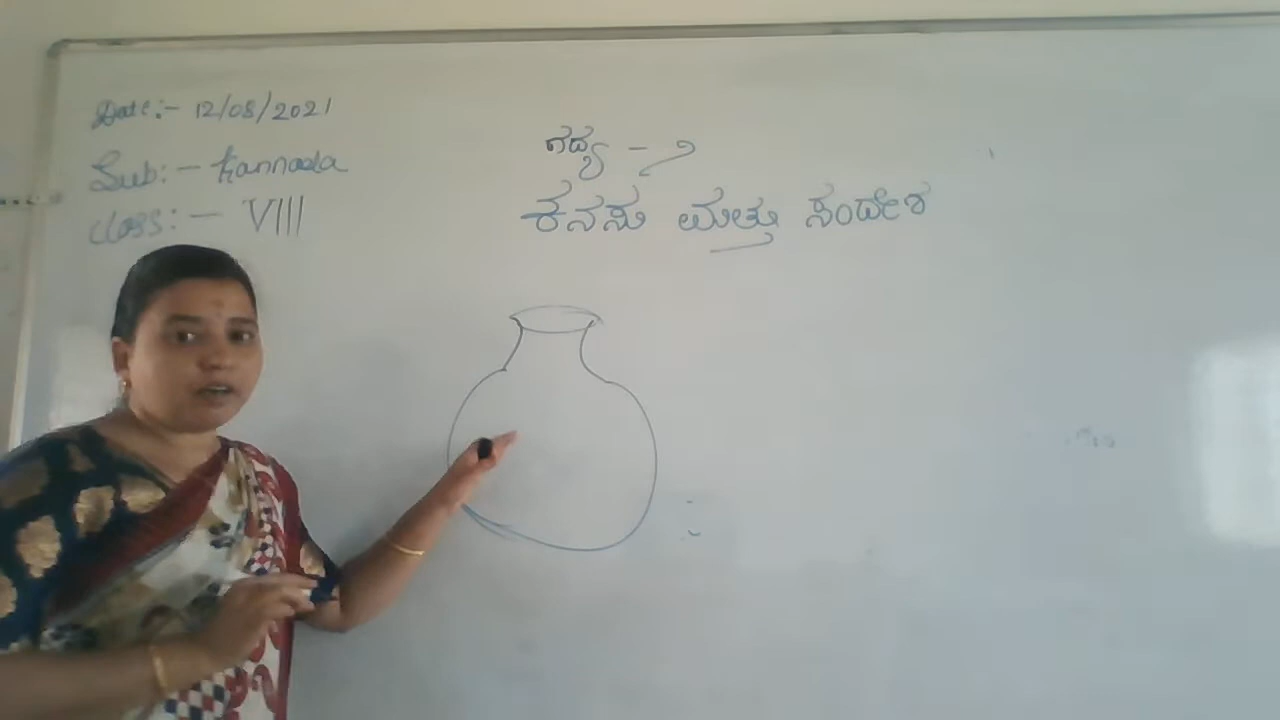 Date:- 12/08/2021
Sub:- Kannada
Class:- VIII
ಗದ್ಯ - ೨
ಕನಸು ಮತ್ತು ಸಂದೇಶ